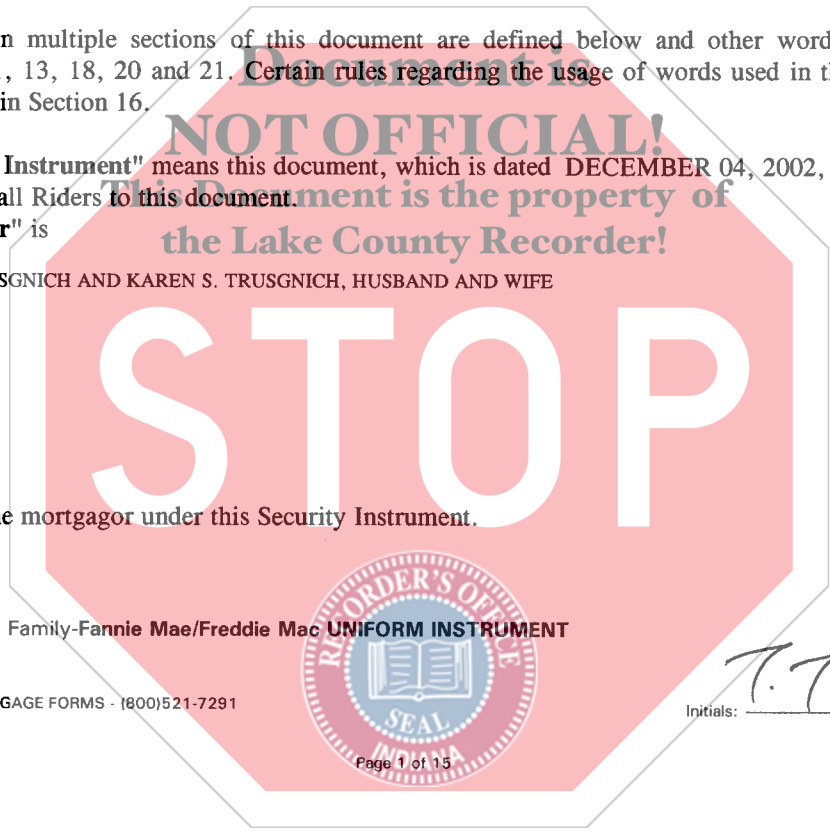 n multiple sections of this document are defined below and other word
, 13, 18, 20 and 21. Certain rules regarding the usage of words used in t
in Section 16.
Document is
NOT OFFICIAL!
This Document is the property of
the Lake County Recorder!
Instrument" means this document, which is dated DECEMBER 04, 2002,
all Riders to this document.
r" is
SGNICH AND KAREN S. TRUSGNICH, HUSBAND AND WIFE
STOP
e mortgagor under this Security Instrument.
RECORDER'S OFFICE
SEAL
INDIANA
Family-Fannie Mae/Freddie Mac UNIFORM INSTRUMENT
GAGE FORMS - (800)521-7291
Initials:
Page 1 of 15